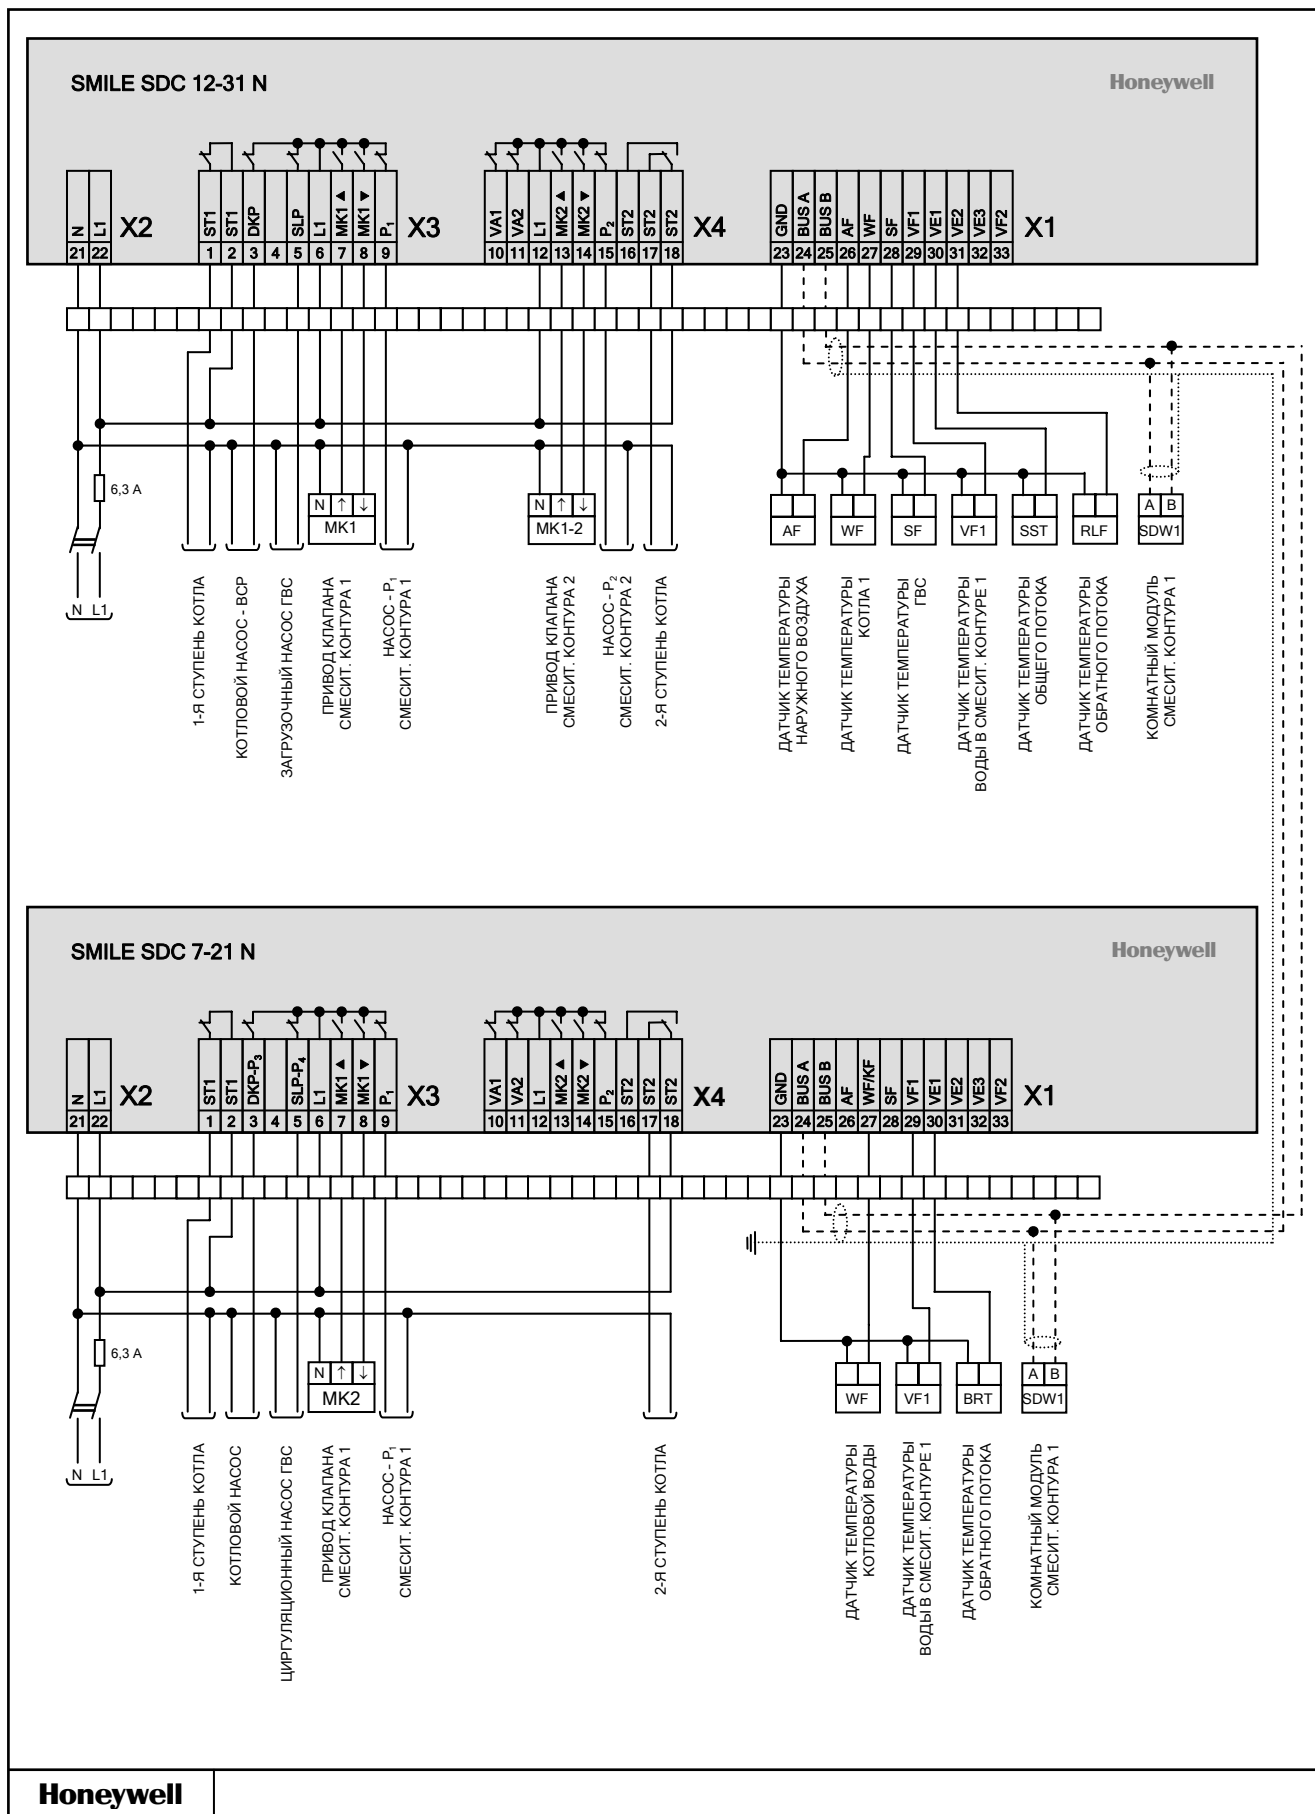 SMILE SDC 12-31 N
Honeywell
N L1 X2
ST1 ST1 DKP SLP L1 MK1▲ MK1▼ P₁ X3
VA1 VA2 L1 MK2▲ MK2▼ P₂ ST2 ST2 ST2 X4
GND BUS A BUS B AF WF SF VF1 VE1 VE2 VE3 VF2 X1
21 22 1 2 3 4 5 6 7 8 9 10 11 12 13 14 15 16 17 18 23 24 25 26 27 28 29 30 31 32 33
6,3 A
N ↑ ↓
MK1
N ↑ ↓
MK1-2
AF WF SF VF1 SST RLF
A B
SDW1
N L1
1-Я СТУПЕНЬ КОТЛА
КОТЛОВОЙ НАСОС - ВСР
ЗАГРУЗОЧНЫЙ НАСОС ГВС
ПРИВОД КЛАПАНА
СМЕСИТ. КОНТУРА 1
НАСОС - P₁
СМЕСИТ. КОНТУРА 1
ПРИВОД КЛАПАНА
СМЕСИТ. КОНТУРА 2
НАСОС - P₂
СМЕСИТ. КОНТУРА 2
2-Я СТУПЕНЬ КОТЛА
ДАТЧИК ТЕМПЕРАТУРЫ
НАРУЖНОГО ВОЗДУХА
ДАТЧИК ТЕМПЕРАТУРЫ
КОТЛА 1
ДАТЧИК ТЕМПЕРАТУРЫ
ГВС
ДАТЧИК ТЕМПЕРАТУРЫ
ВОДЫ В СМЕСИТ. КОНТУРЕ 1
ДАТЧИК ТЕМПЕРАТУРЫ
ОБЩЕГО ПОТОКА
ДАТЧИК ТЕМПЕРАТУРЫ
ОБРАТНОГО ПОТОКА
КОМНАТНЫЙ МОДУЛЬ
СМЕСИТ. КОНТУРА 1
SMILE SDC 7-21 N
Honeywell
N L1 X2
ST1 ST1 DKP-P₃ SLP-P₄ L1 MK1▲ MK1▼ P₁ X3
VA1 VA2 L1 MK2▲ MK2▼ P₂ ST2 ST2 ST2 X4
GND BUS A BUS B AF WF/KF SF VF1 VE1 VE2 VE3 VF2 X1
21 22 1 2 3 4 5 6 7 8 9 10 11 12 13 14 15 16 17 18 23 24 25 26 27 28 29 30 31 32 33
6,3 A
N ↑ ↓
MK2
WF VF1 BRT
A B
SDW1
N L1
1-Я СТУПЕНЬ КОТЛА
КОТЛОВОЙ НАСОС
ЦИРГУЛЯЦИОННЫЙ НАСОС ГВС
ПРИВОД КЛАПАНА
СМЕСИТ. КОНТУРА 1
НАСОС - P₁
СМЕСИТ. КОНТУРА 1
2-Я СТУПЕНЬ КОТЛА
ДАТЧИК ТЕМПЕРАТУРЫ
КОТЛОВОЙ ВОДЫ
ДАТЧИК ТЕМПЕРАТУРЫ
ВОДЫ В СМЕСИТ. КОНТУРЕ 1
ДАТЧИК ТЕМПЕРАТУРЫ
ОБРАТНОГО ПОТОКА
КОМНАТНЫЙ МОДУЛЬ
СМЕСИТ. КОНТУРА 1
Honeywell